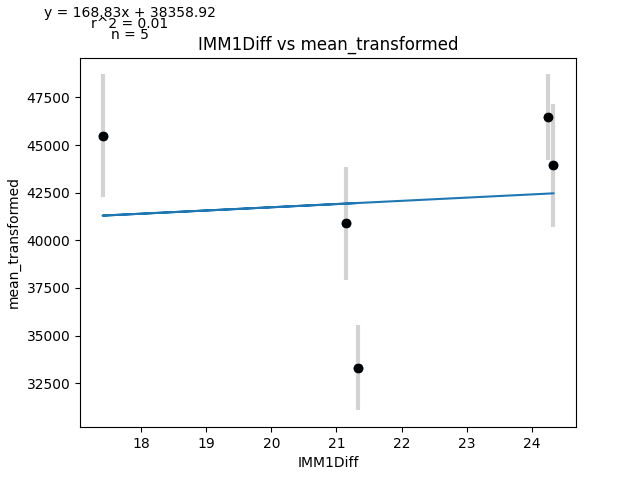 y = 168.83x + 38358.92
r^2 = 0.01
n = 5
IMM1Diff vs mean_transformed
47500
45000
42500
40000
37500
35000
32500
mean_transformed
18
19
20
21
22
23
24
IMM1Diff